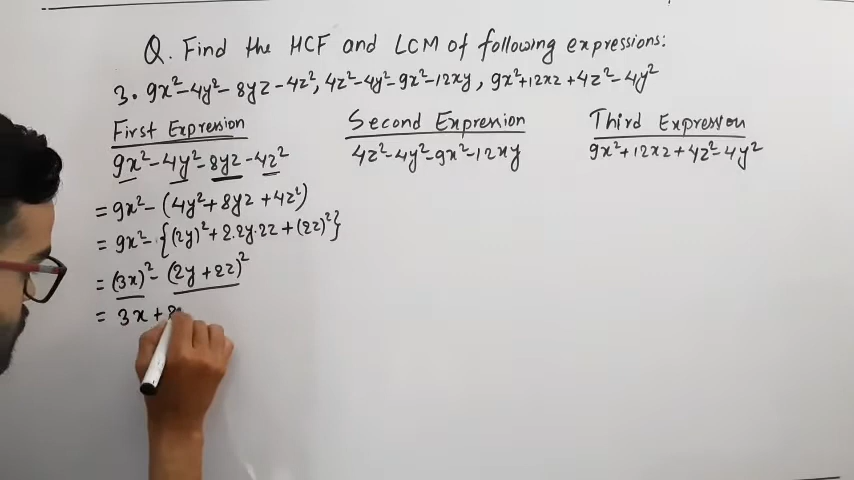 Q. Find the HCF and LCM of following expressions:
3. 9x²-4y²-8yz-4z², 4z²-4y²-9x²-12xy, 9x²+12xz+4z²-4y²
First Expression
9x²-4y²-8yz-4z²
= 9x²-(4y²+8yz+4z²)
= 9x²-{(2y)²+2.2y.2z+(2z)²}
= (3x)²-(2y+2z)²
= 3x+
Second Expression
4z²-4y²-9x²-12xy
Third Expression
9x²+12xz+4z²-4y²